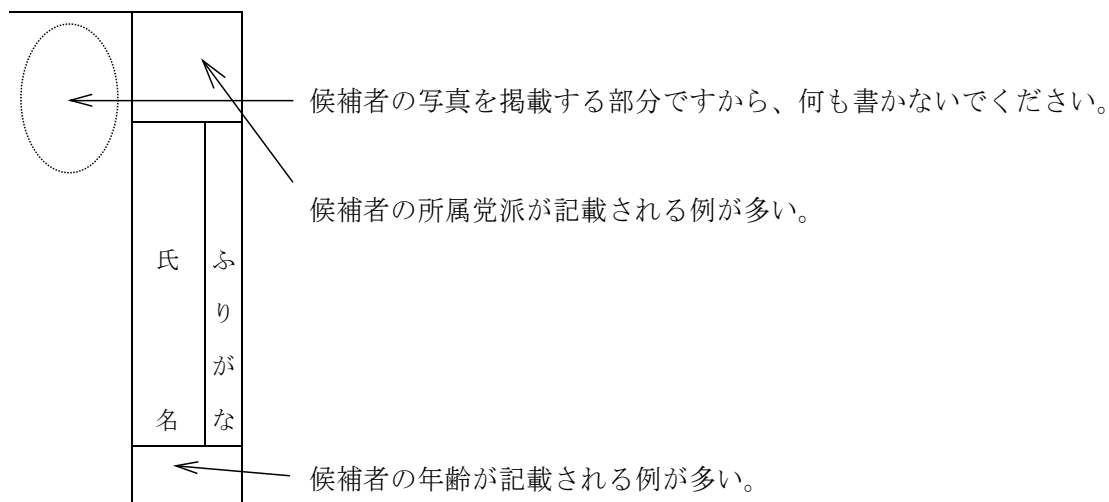 候補者の写真を掲載する部分ですから、何も書かないでください。
候補者の所属党派が記載される例が多い。
ふりがな
氏名
候補者の年齢が記載される例が多い。